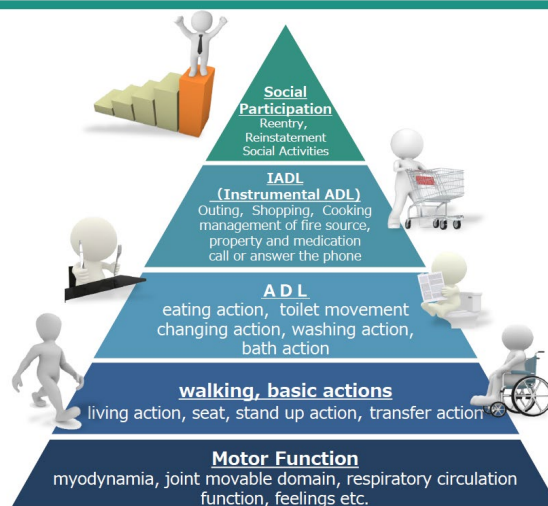 Social
Participation
Reentry,
Reinstatement
Social Activities
IADL
（Instrumental ADL）
Outing, Shopping, Cooking
management of fire source,
property and medication
call or answer the phone
ADL
eating action, toilet movement
changing action, washing action,
bath action
walking, basic actions
living action, seat, stand up action, transfer action
Motor Function
myodynamia, joint movable domain, respiratory circulation
function, feelings etc.